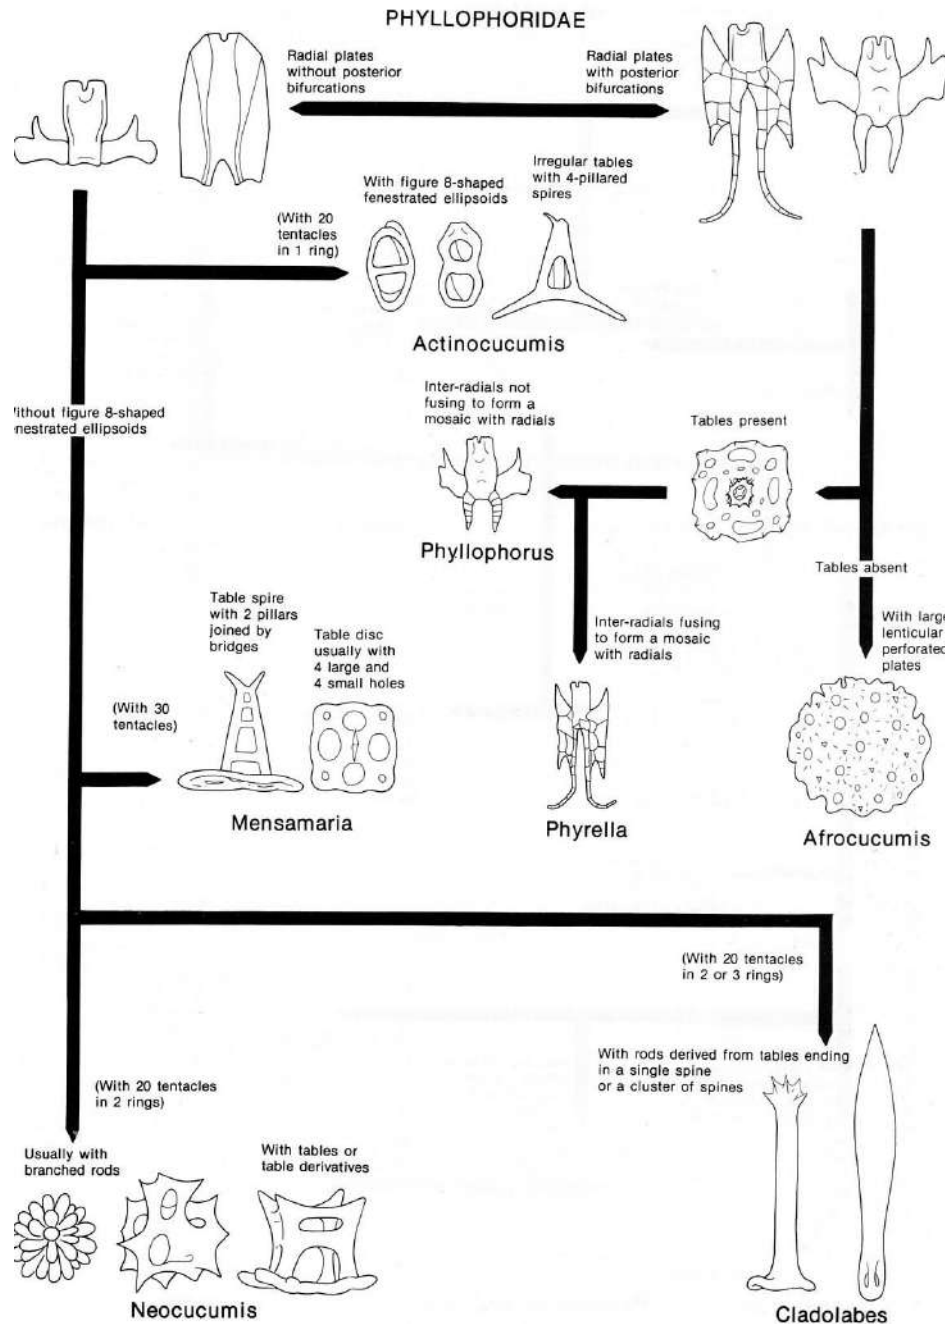 PHYLLOPHORIDAE
Radial plates
without posterior
bifurcations
Radial plates
with posterior
bifurcations
(With 20
tentacles
in 1 ring)
With figure 8-shaped
fenestrated ellipsoids
Irregular tables
with 4-pillared
spires
Actinocucumis
ithout figure 8-shaped
nestrated ellipsoids
Inter-radials not
fusing to form a
mosaic with radials
Phyllophorus
Tables present
Tables absent
Inter-radials fusing
to form a mosaic
with radials
Phyrella
With large
lenticular
perforated
plates
Afrocucumis
(With 30
tentacles)
Table spire
with 2 pillars
joined by
bridges
Table disc
usually with
4 large and
4 small holes
Mensamaria
(With 20 tentacles
in 2 or 3 rings)
With rods derived from tables ending
in a single spine
or a cluster of spines
Cladolabes
(With 20 tentacles
in 2 rings)
Usually with
branched rods
With tables or
table derivatives
Neocucumis